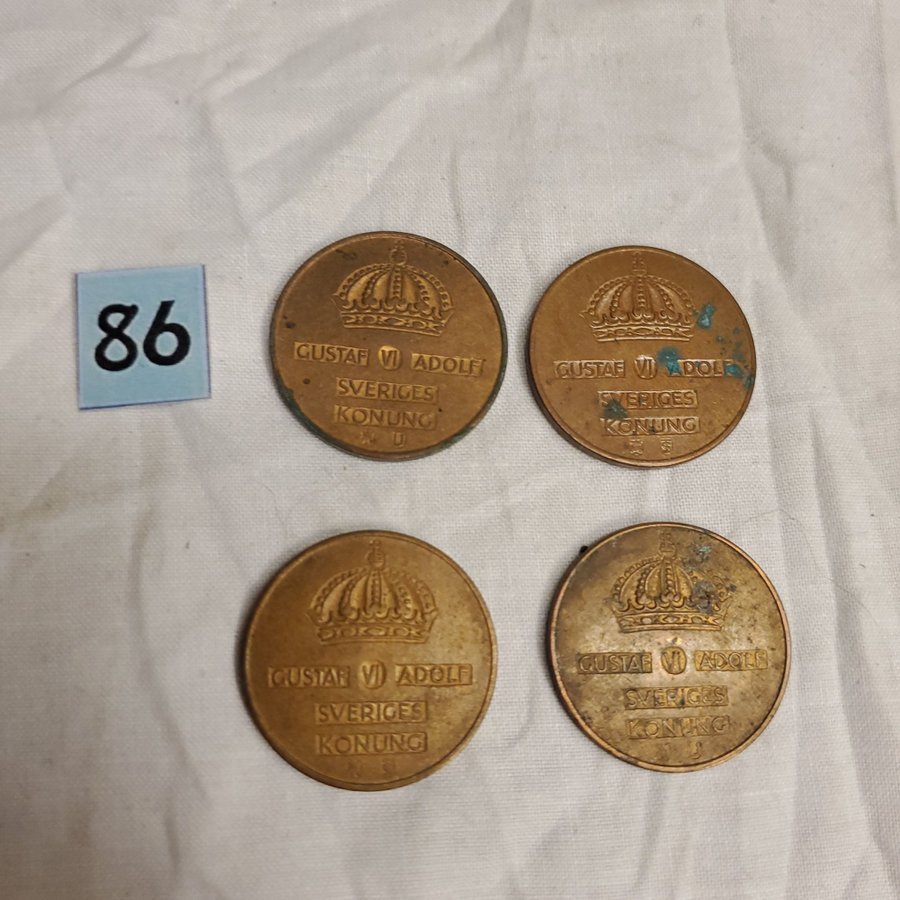 86
GUSTAF VI ADOLF
SVERIGES
KONUNG
U
GUSTAF VI ADOLF
SVERIGES
KONUNG
GUSTAF VI ADOLF
SVERIGES
KONUNG
GUSTAF VI ADOLF
SVERIGES
KONUNG